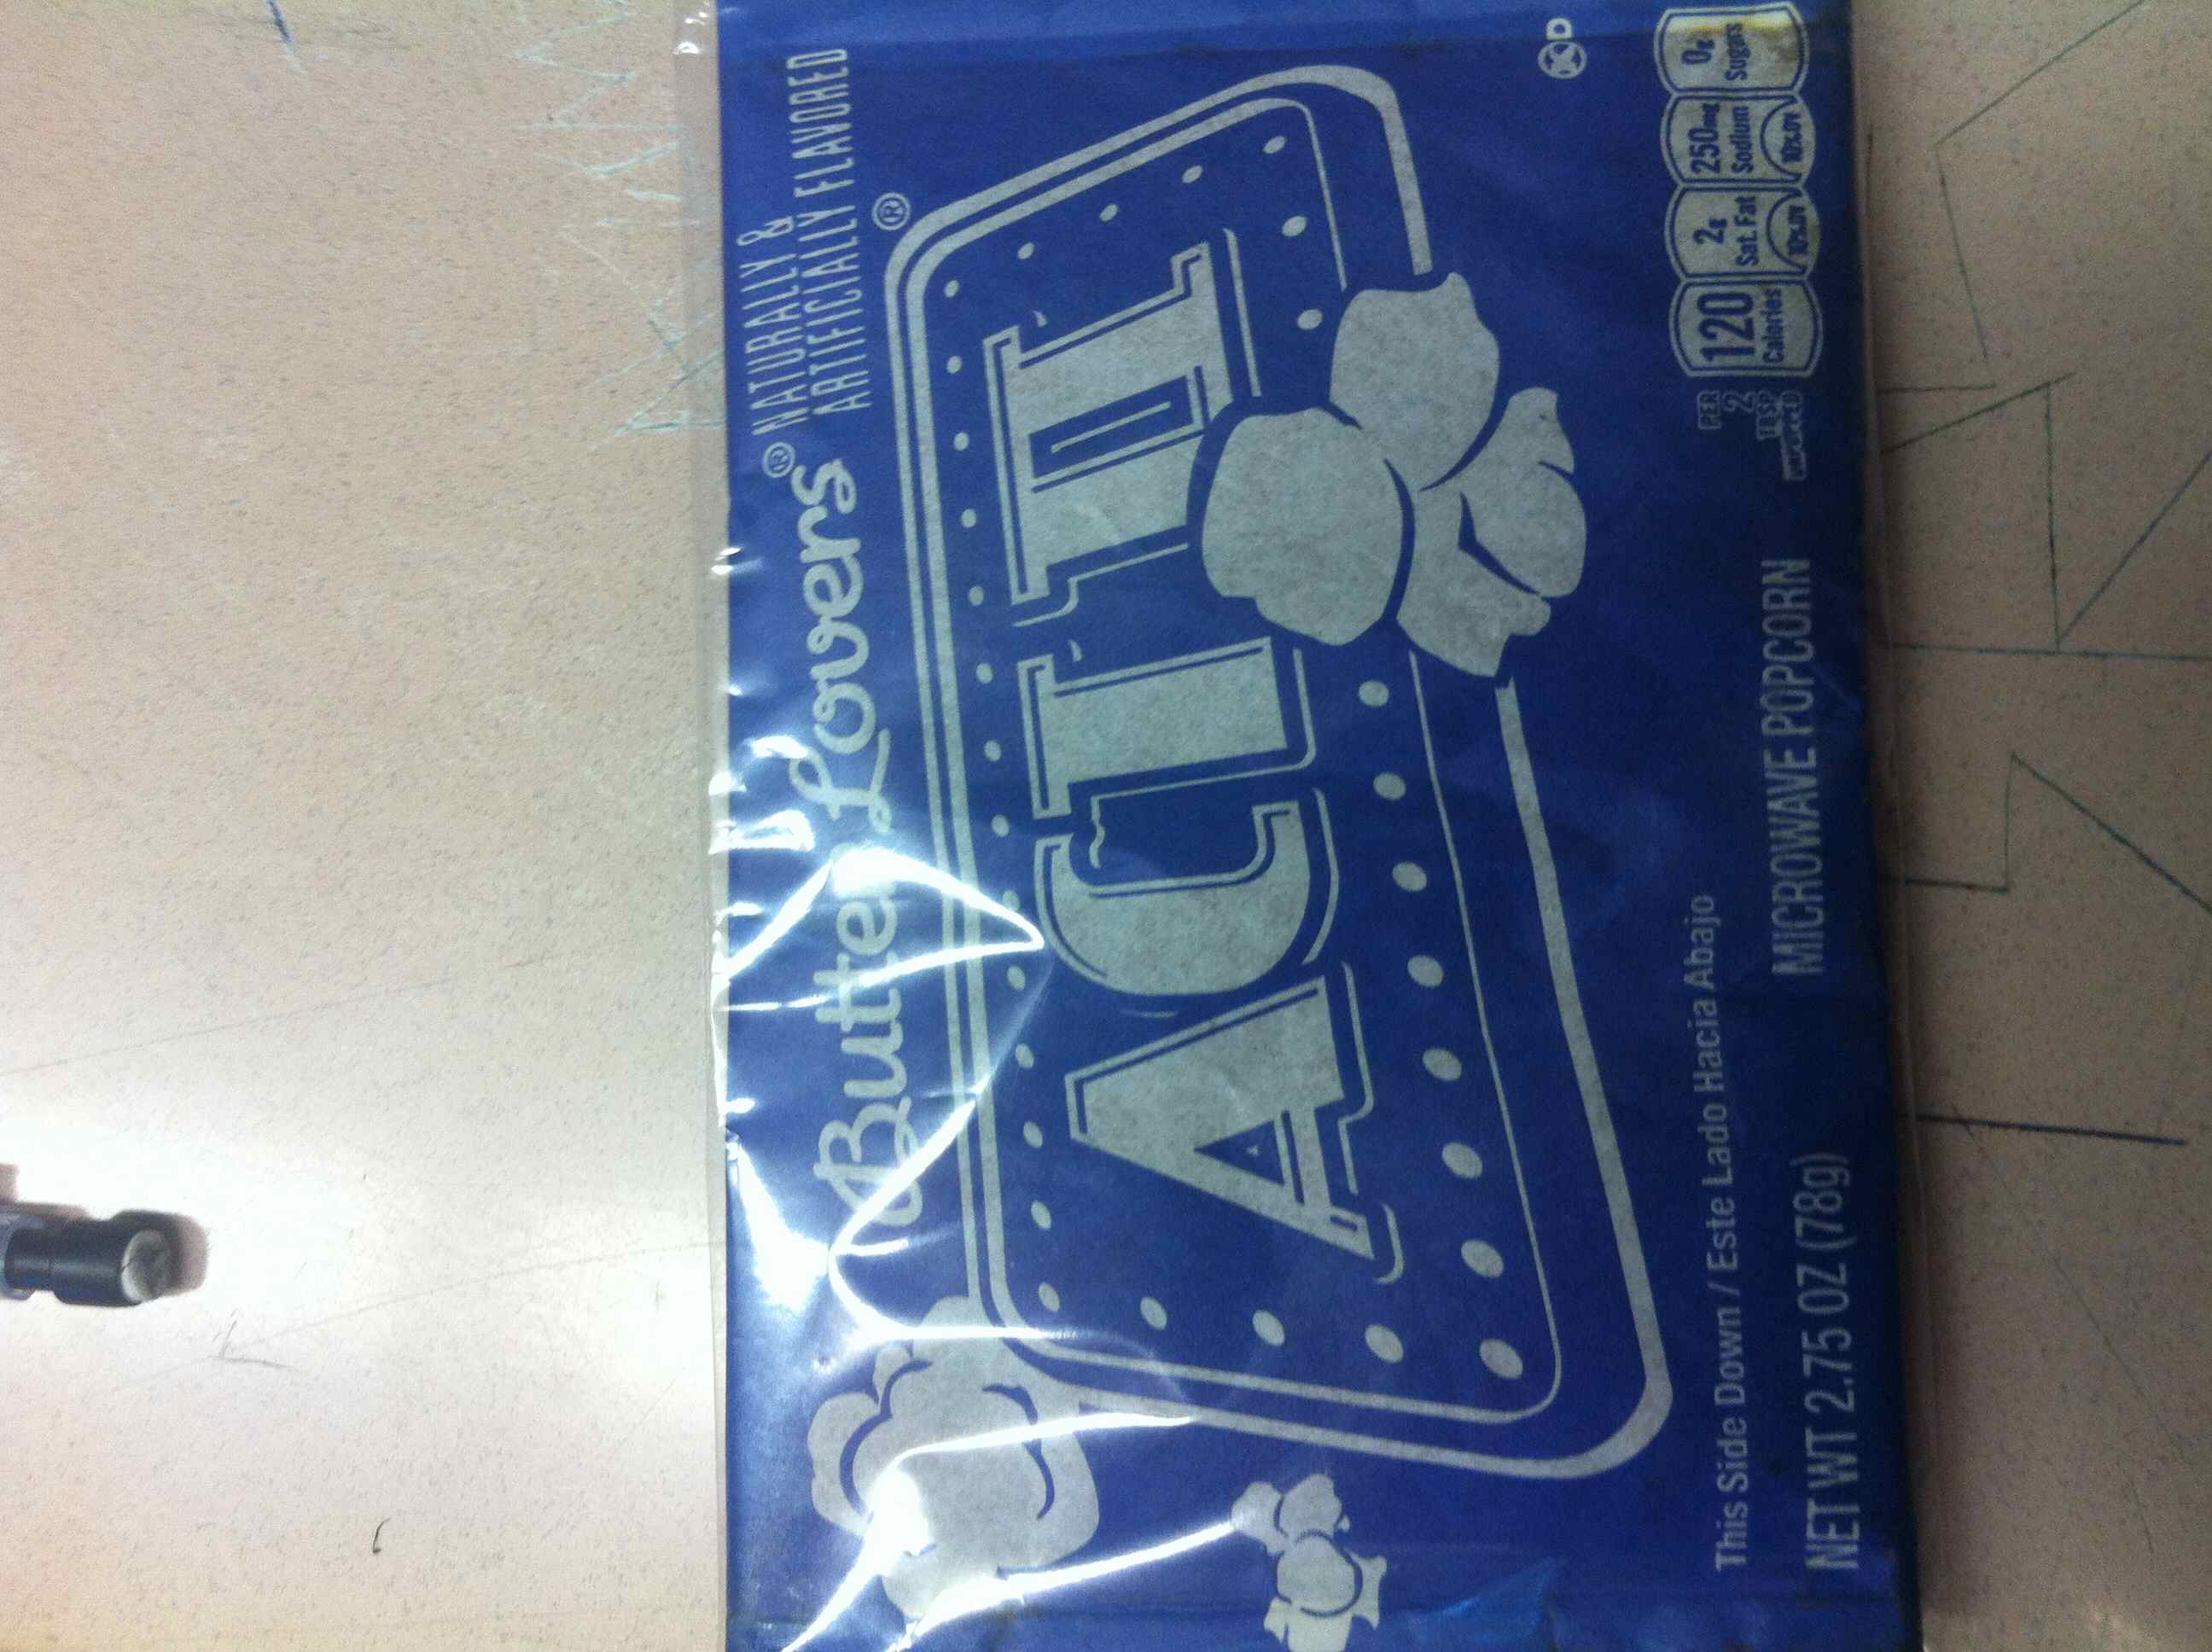 Butter Lovers®
NATURALLY &
ARTIFICIALLY FLAVORED
ACT II®
K D
This Side Down / Este Lado Hacia Abajo
NET WT 2.75 OZ (78g)
MICROWAVE POPCORN
PER
2
TBSP
UNPOPPED
120
Calories
2g
Sat. Fat
10% DV
250mg
Sodium
10% DV
0g
Sugars